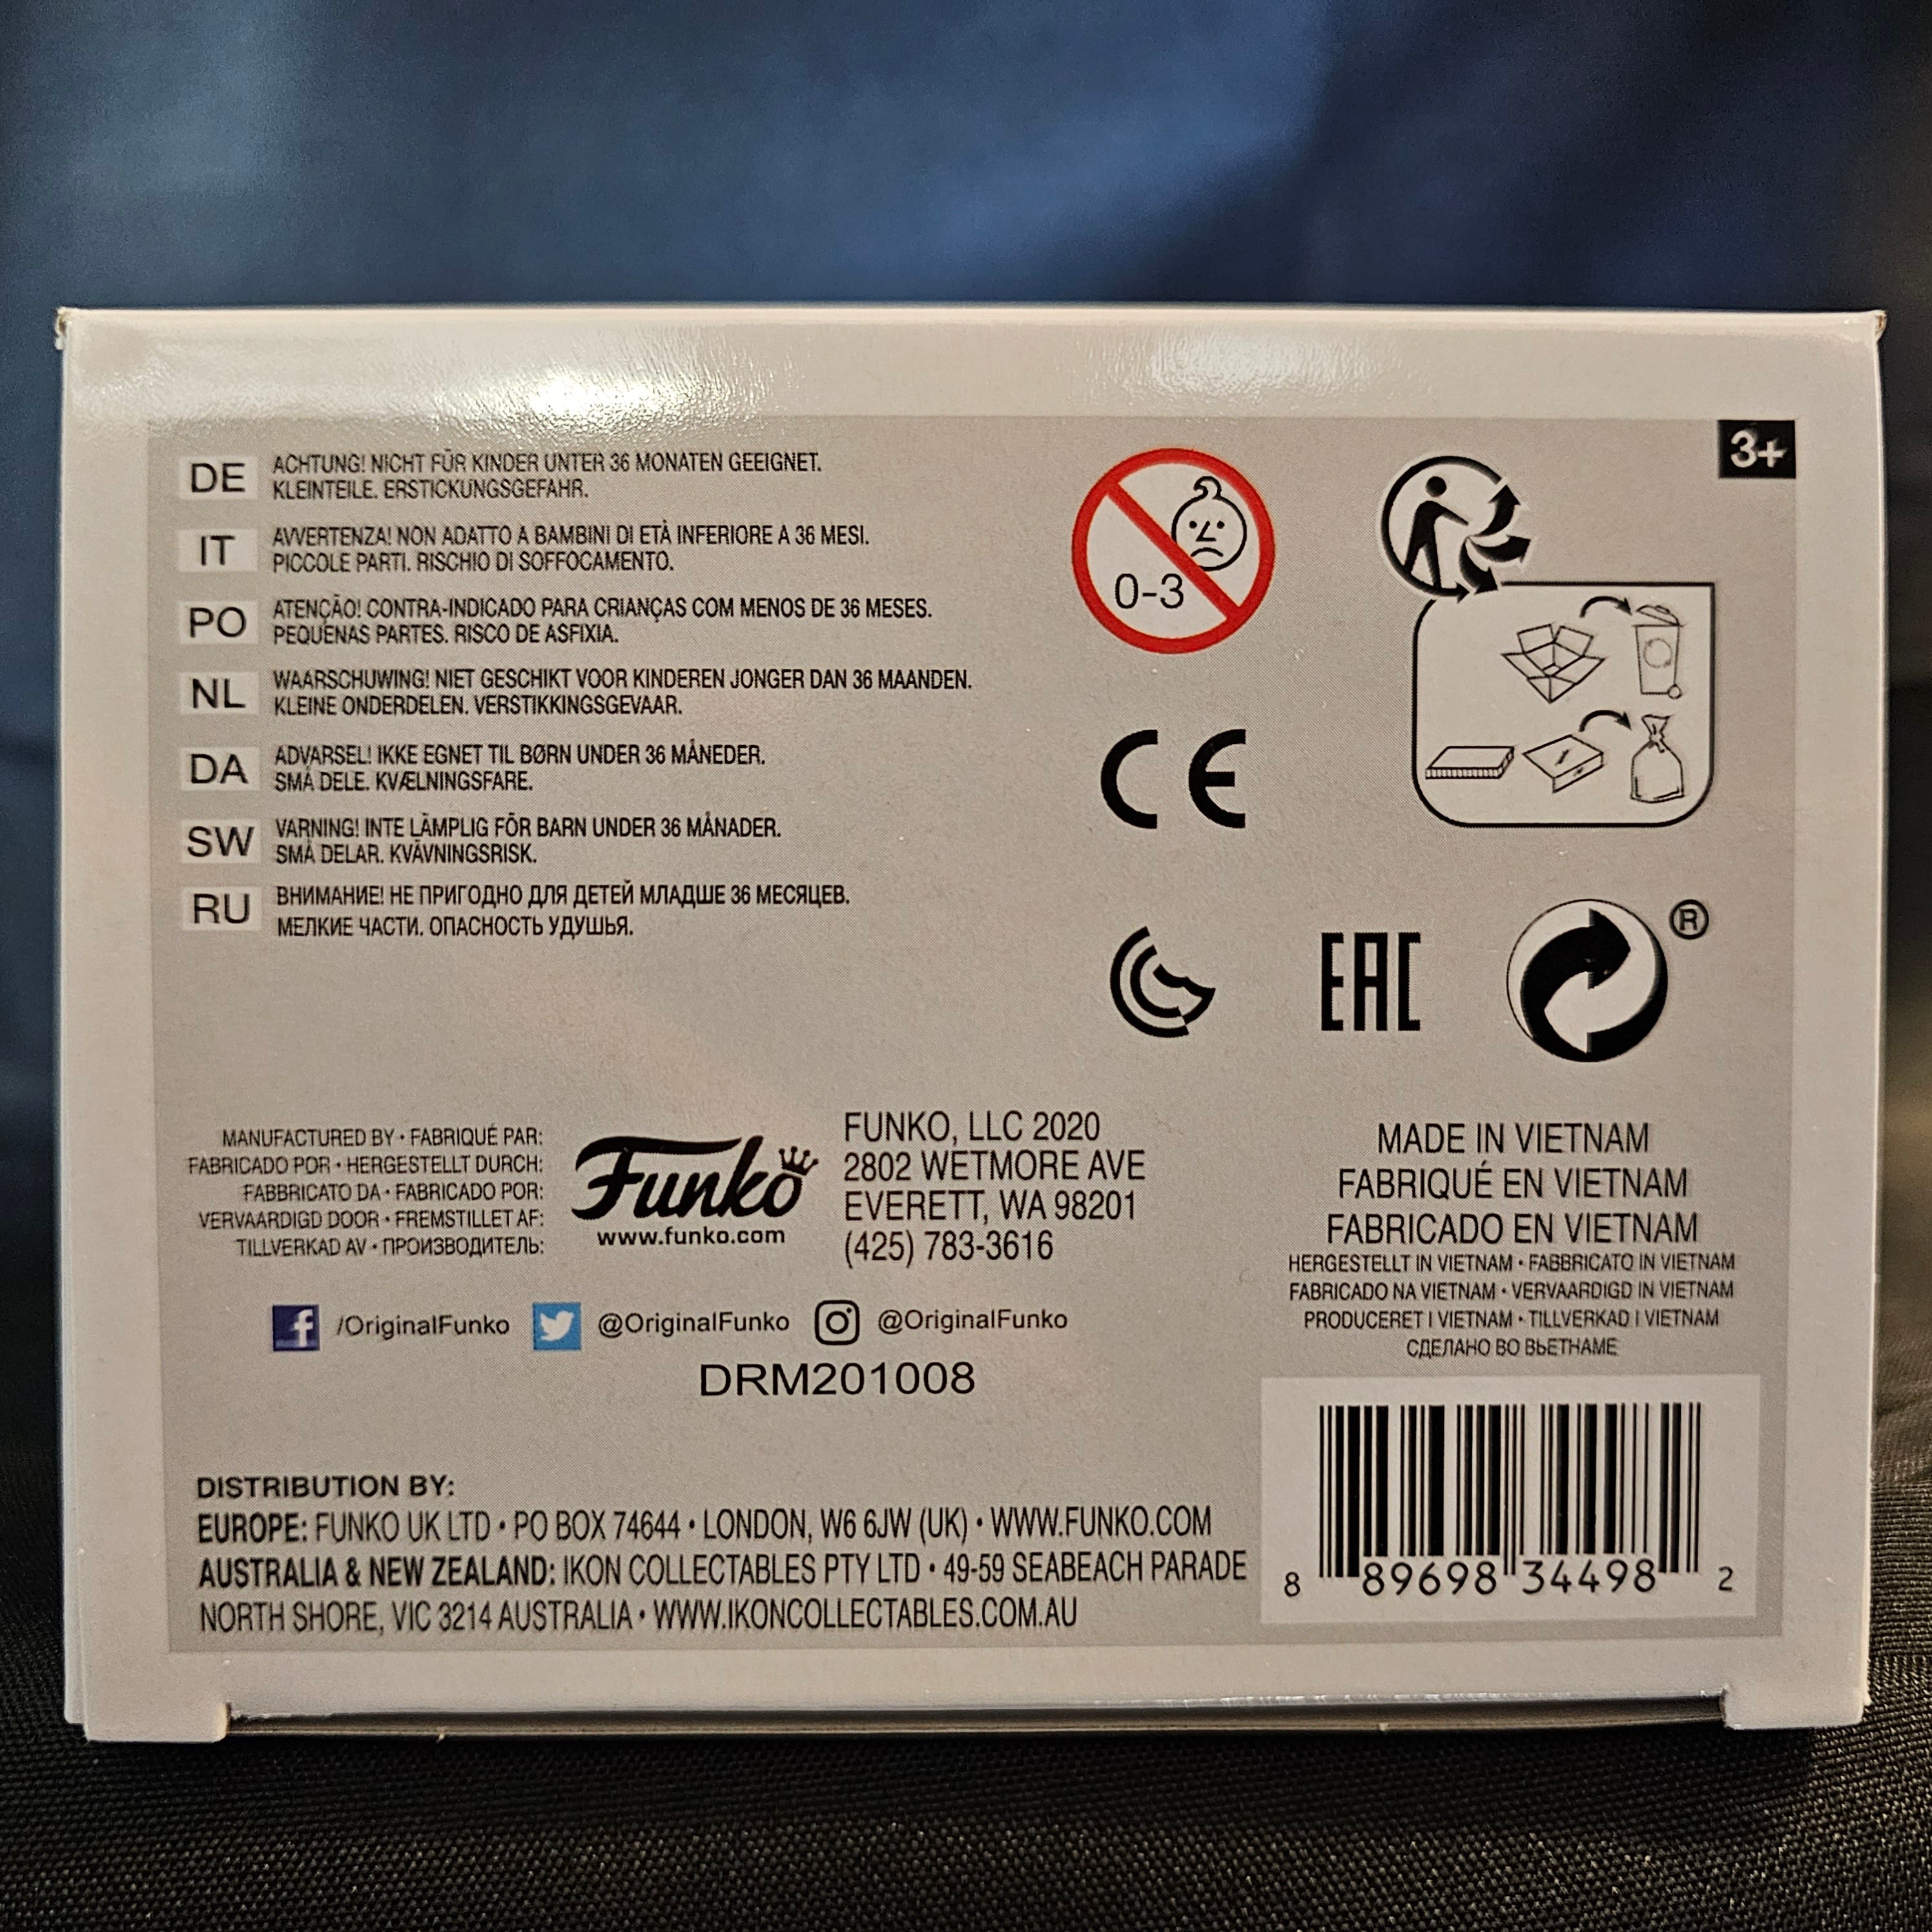 3+
DE
ACHTUNG! NICHT FÜR KINDER UNTER 36 MONATEN GEEIGNET.
KLEINTEILE. ERSTICKUNGSGEFAHR.
IT
AVVERTENZA! NON ADATTO A BAMBINI DI ETÀ INFERIORE A 36 MESI.
PICCOLE PARTI. RISCHIO DI SOFFOCAMENTO.
PO
ATENÇÃO! CONTRA-INDICADO PARA CRIANÇAS COM MENOS DE 36 MESES.
PEQUENAS PARTES. RISCO DE ASFIXIA.
NL
WAARSCHUWING! NIET GESCHIKT VOOR KINDEREN JONGER DAN 36 MAANDEN.
KLEINE ONDERDELEN. VERSTIKKINGSGEVAAR.
DA
ADVARSEL! IKKE EGNET TIL BØRN UNDER 36 MÅNEDER.
SMÅ DELE. KVÆLNINGSFARE.
SW
VARNING! INTE LÄMPLIG FÖR BARN UNDER 36 MÅNADER.
SMÅ DELAR. KVÄVNINGSRISK.
RU
ВНИМАНИЕ! НЕ ПРИГОДНО ДЛЯ ДЕТЕЙ МЛАДШЕ 36 МЕСЯЦЕВ.
МЕЛКИЕ ЧАСТИ. ОПАСНОСТЬ УДУШЬЯ.
0-3
CE
EAC
®
MANUFACTURED BY • FABRIQUÉ PAR:
FABRICADO POR • HERGESTELLT DURCH:
FABBRICATO DA • FABRICADO POR:
VERVAARDIGD DOOR • FREMSTILLET AF:
TILLVERKAD AV • ПРОИЗВОДИТЕЛЬ:
Funko
www.funko.com
FUNKO, LLC 2020
2802 WETMORE AVE
EVERETT, WA 98201
(425) 783-3616
MADE IN VIETNAM
FABRIQUÉ EN VIETNAM
FABRICADO EN VIETNAM
HERGESTELLT IN VIETNAM • FABBRICATO IN VIETNAM
FABRICADO NA VIETNAM • VERVAARDIGD IN VIETNAM
PRODUCERET I VIETNAM • TILLVERKAD I VIETNAM
СДЕЛАНО ВО ВЬЕТНАМЕ
/OriginalFunko @OriginalFunko @OriginalFunko
DRM201008
DISTRIBUTION BY:
EUROPE: FUNKO UK LTD • PO BOX 74644 • LONDON, W6 6JW (UK) • WWW.FUNKO.COM
AUSTRALIA & NEW ZEALAND: IKON COLLECTABLES PTY LTD • 49-59 SEABEACH PARADE
NORTH SHORE, VIC 3214 AUSTRALIA • WWW.IKONCOLLECTABLES.COM.AU
8 89698 34498 2